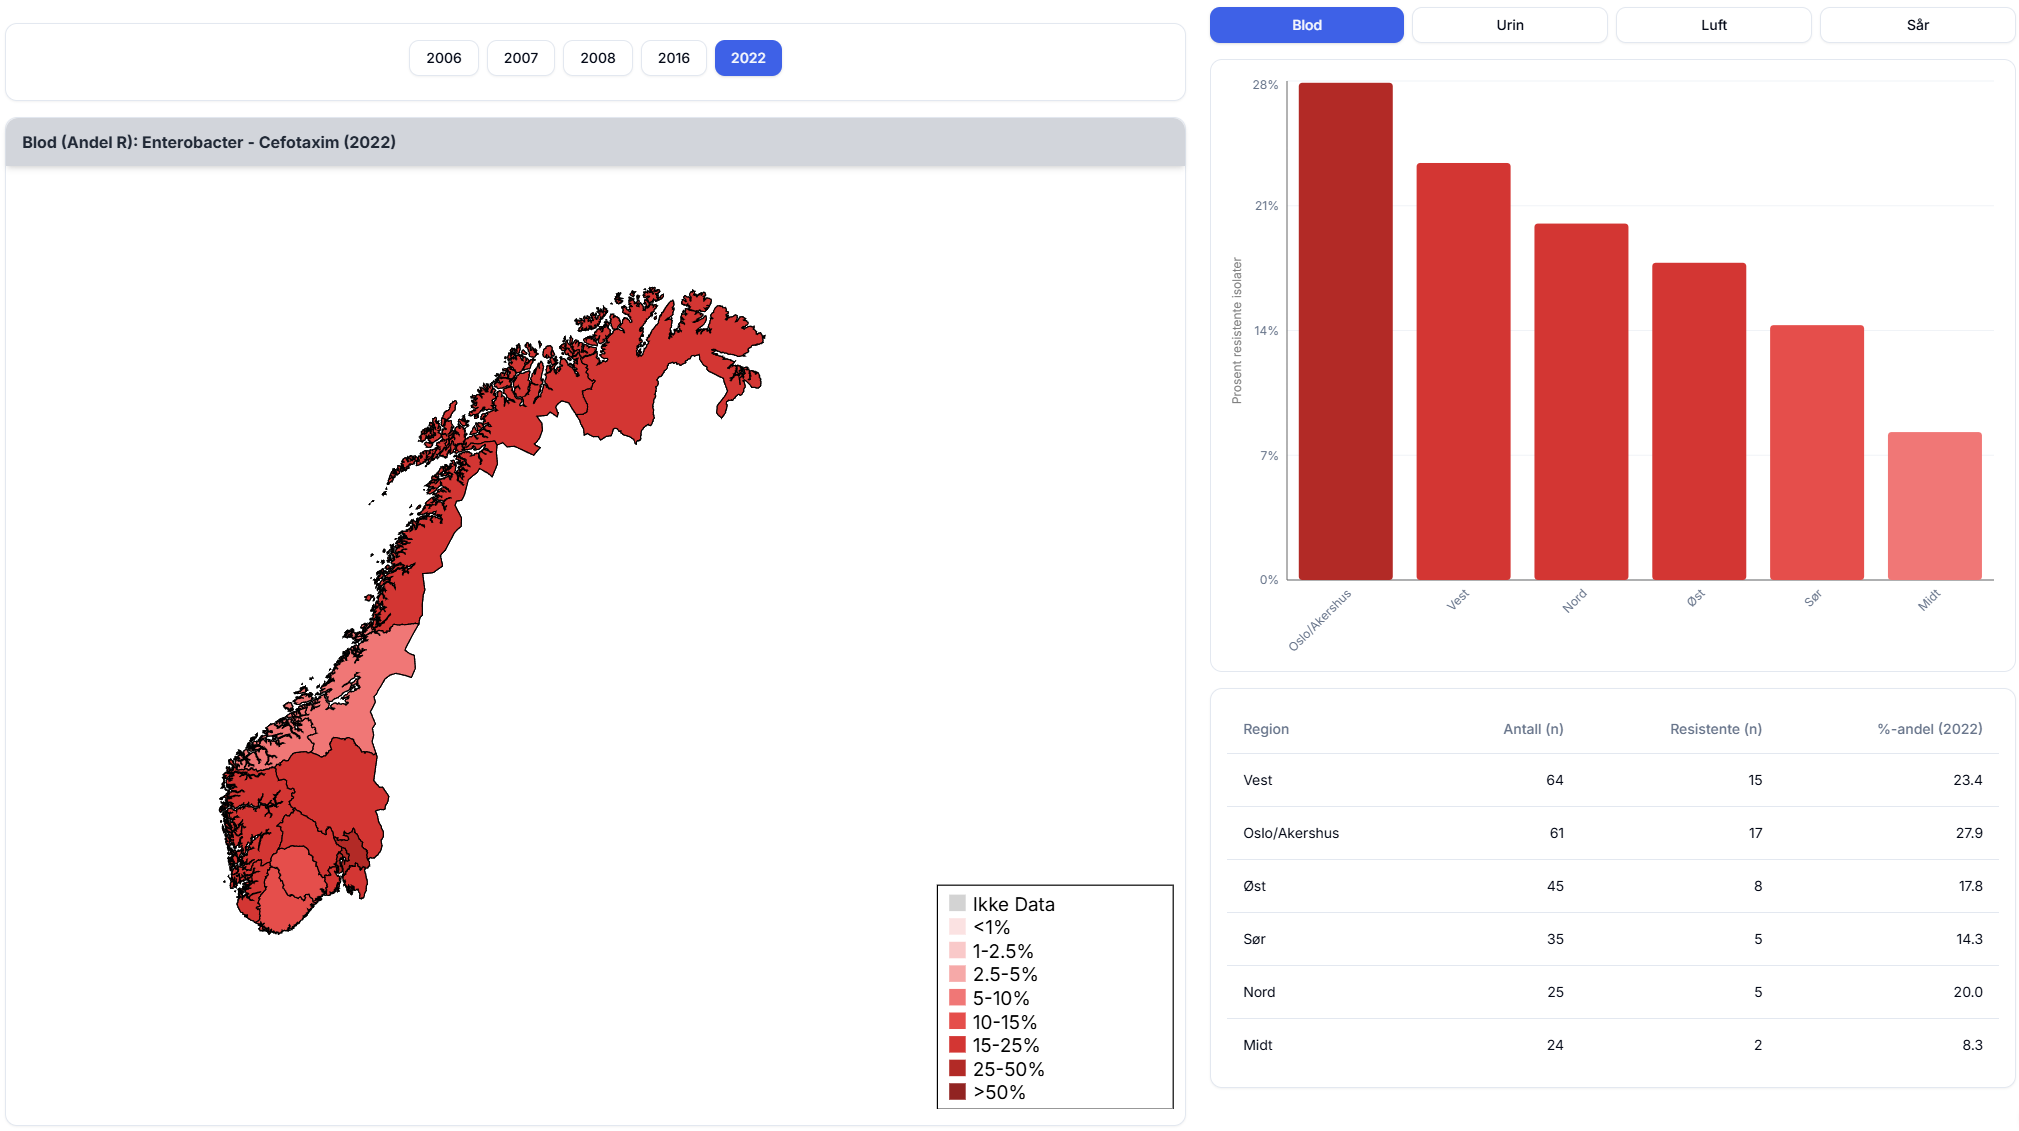 2006 2007 2008 2016 2022
Blod (Andel R): Enterobacter - Cefotaxim (2022)
Ikke Data
<1%
1-2.5%
2.5-5%
5-10%
10-15%
15-25%
25-50%
>50%
Blod Urin Luft Sår
28%
21%
14%
7%
0%
Prosent resistente isolater
Oslo/Akershus Vest Nord Øst Sør Midt
Region Antall (n) Resistente (n) %-andel (2022)
Vest 64 15 23.4
Oslo/Akershus 61 17 27.9
Øst 45 8 17.8
Sør 35 5 14.3
Nord 25 5 20.0
Midt 24 2 8.3